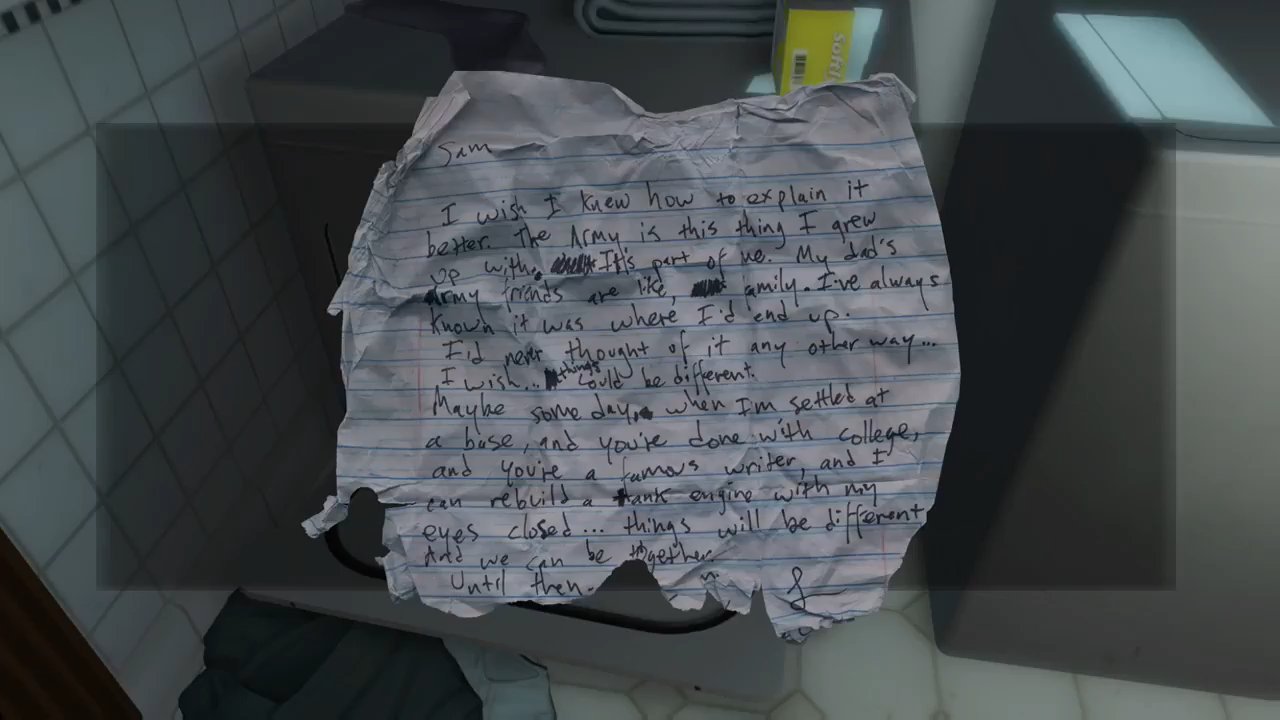 Soft
Sam
I wish I knew how to explain it
better. The Army is this thing I grew
up with. It's part of me. My dad's
Army friends are like, family. I've always
known it was where I'd end up.
I'd never thought of it any other way...
I wish... things could be different.
Maybe some day, when I'm settled at
a base, and you're done with college,
and you're a famous writer, and I
can rebuild a tank engine with my
eyes closed... things will be different
And we can be together
Until then.
L